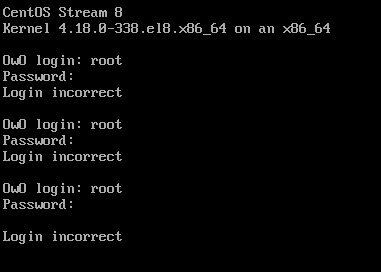 CentOS Stream 8
Kernel 4.18.0-338.el8.x86_64 on an x86_64
OwO login: root
Password:
Login incorrect
OwO login: root
Password:
Login incorrect
OwO login: root
Password:
Login incorrect